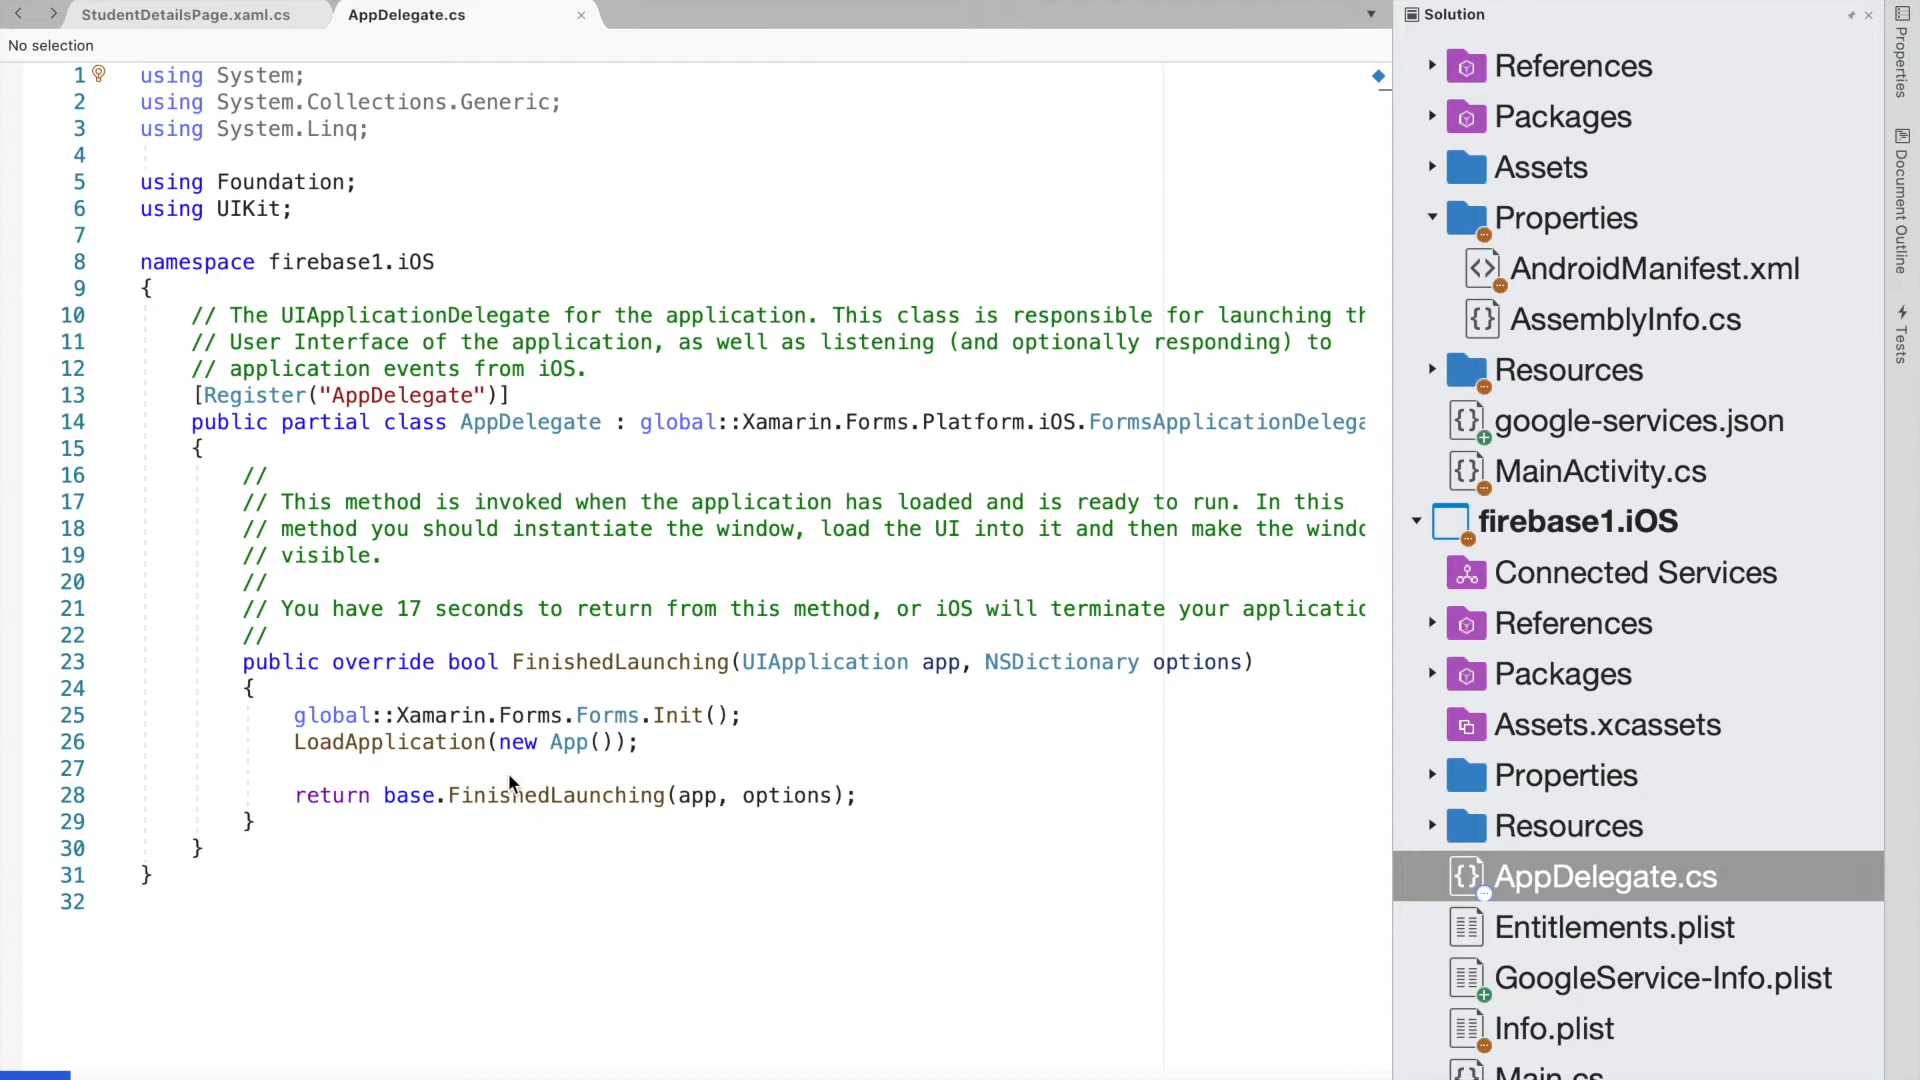 StudentDetailsPage.xaml.cs
AppDelegate.cs
No selection
1 using System;
2 using System.Collections.Generic;
3 using System.Linq;
4
5 using Foundation;
6 using UIKit;
7
8 namespace firebase1.iOS
9 {
10 // The UIApplicationDelegate for the application. This class is responsible for launching th
11 // User Interface of the application, as well as listening (and optionally responding) to
12 // application events from iOS.
13 [Register("AppDelegate")]
14 public partial class AppDelegate : global::Xamarin.Forms.Platform.iOS.FormsApplicationDelega
15 {
16 //
17 // This method is invoked when the application has loaded and is ready to run. In this
18 // method you should instantiate the window, load the UI into it and then make the windo
19 // visible.
20 //
21 // You have 17 seconds to return from this method, or iOS will terminate your applicatio
22 //
23 public override bool FinishedLaunching(UIApplication app, NSDictionary options)
24 {
25 global::Xamarin.Forms.Forms.Init();
26 LoadApplication(new App());
27
28 return base.FinishedLaunching(app, options);
29 }
30 }
31 }
32
Solution
References
Packages
Assets
Properties
AndroidManifest.xml
AssemblyInfo.cs
Resources
google-services.json
MainActivity.cs
firebase1.iOS
Connected Services
References
Packages
Assets.xcassets
Properties
Resources
AppDelegate.cs
Entitlements.plist
GoogleService-Info.plist
Info.plist
Main.cs
Properties
Document Outline
Tests